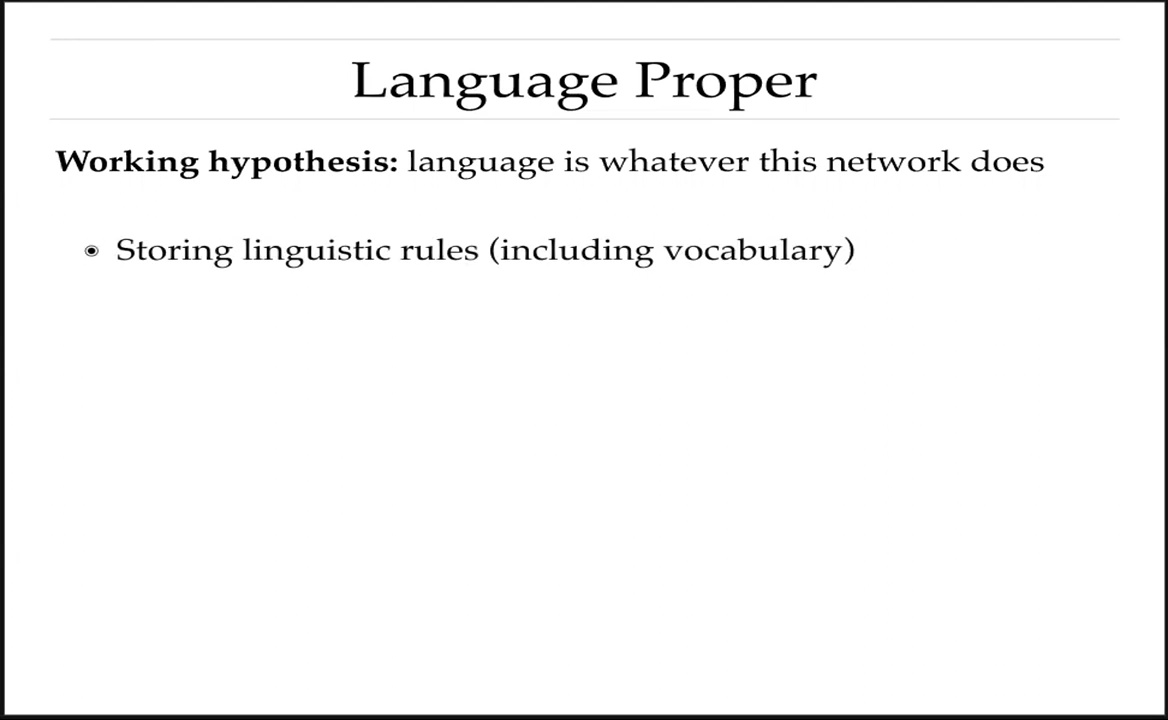 Language Proper
Working hypothesis: language is whatever this network does
Storing linguistic rules (including vocabulary)